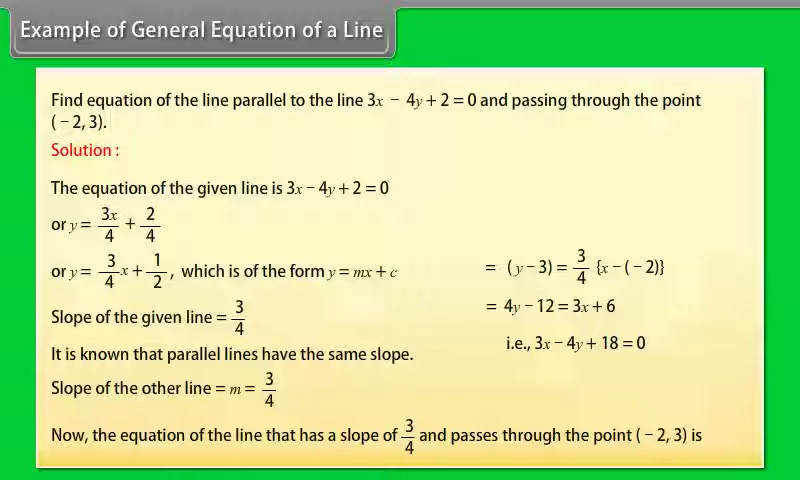 Example of General Equation of a Line
Find equation of the line parallel to the line 3x − 4y + 2 = 0 and passing through the point
(− 2, 3).
Solution :
The equation of the given line is 3x − 4y + 2 = 0
or y = 3x/4 + 2/4
or y = 3/4 x + 1/2 , which is of the form y = mx + c
Slope of the given line = 3/4
It is known that parallel lines have the same slope.
Slope of the other line = m = 3/4
Now, the equation of the line that has a slope of 3/4 and passes through the point (− 2, 3) is
= (y − 3) = 3/4 {x − (− 2)}
= 4y − 12 = 3x + 6
i.e., 3x − 4y + 18 = 0